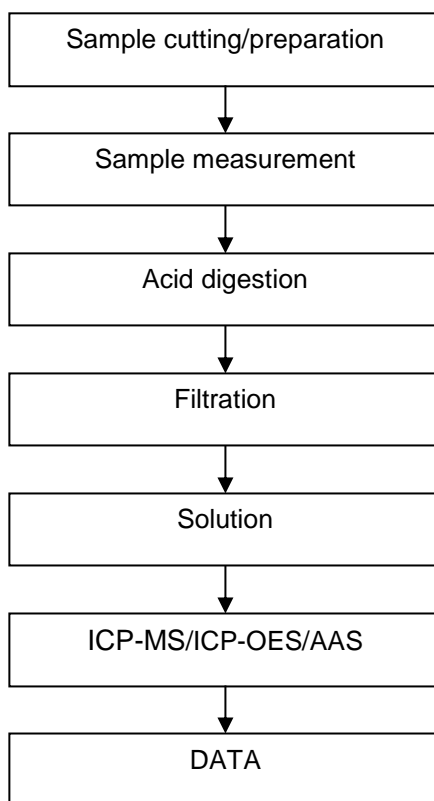 Sample cutting/preparation
Sample measurement
Acid digestion
Filtration
Solution
ICP-MS/ICP-OES/AAS
DATA